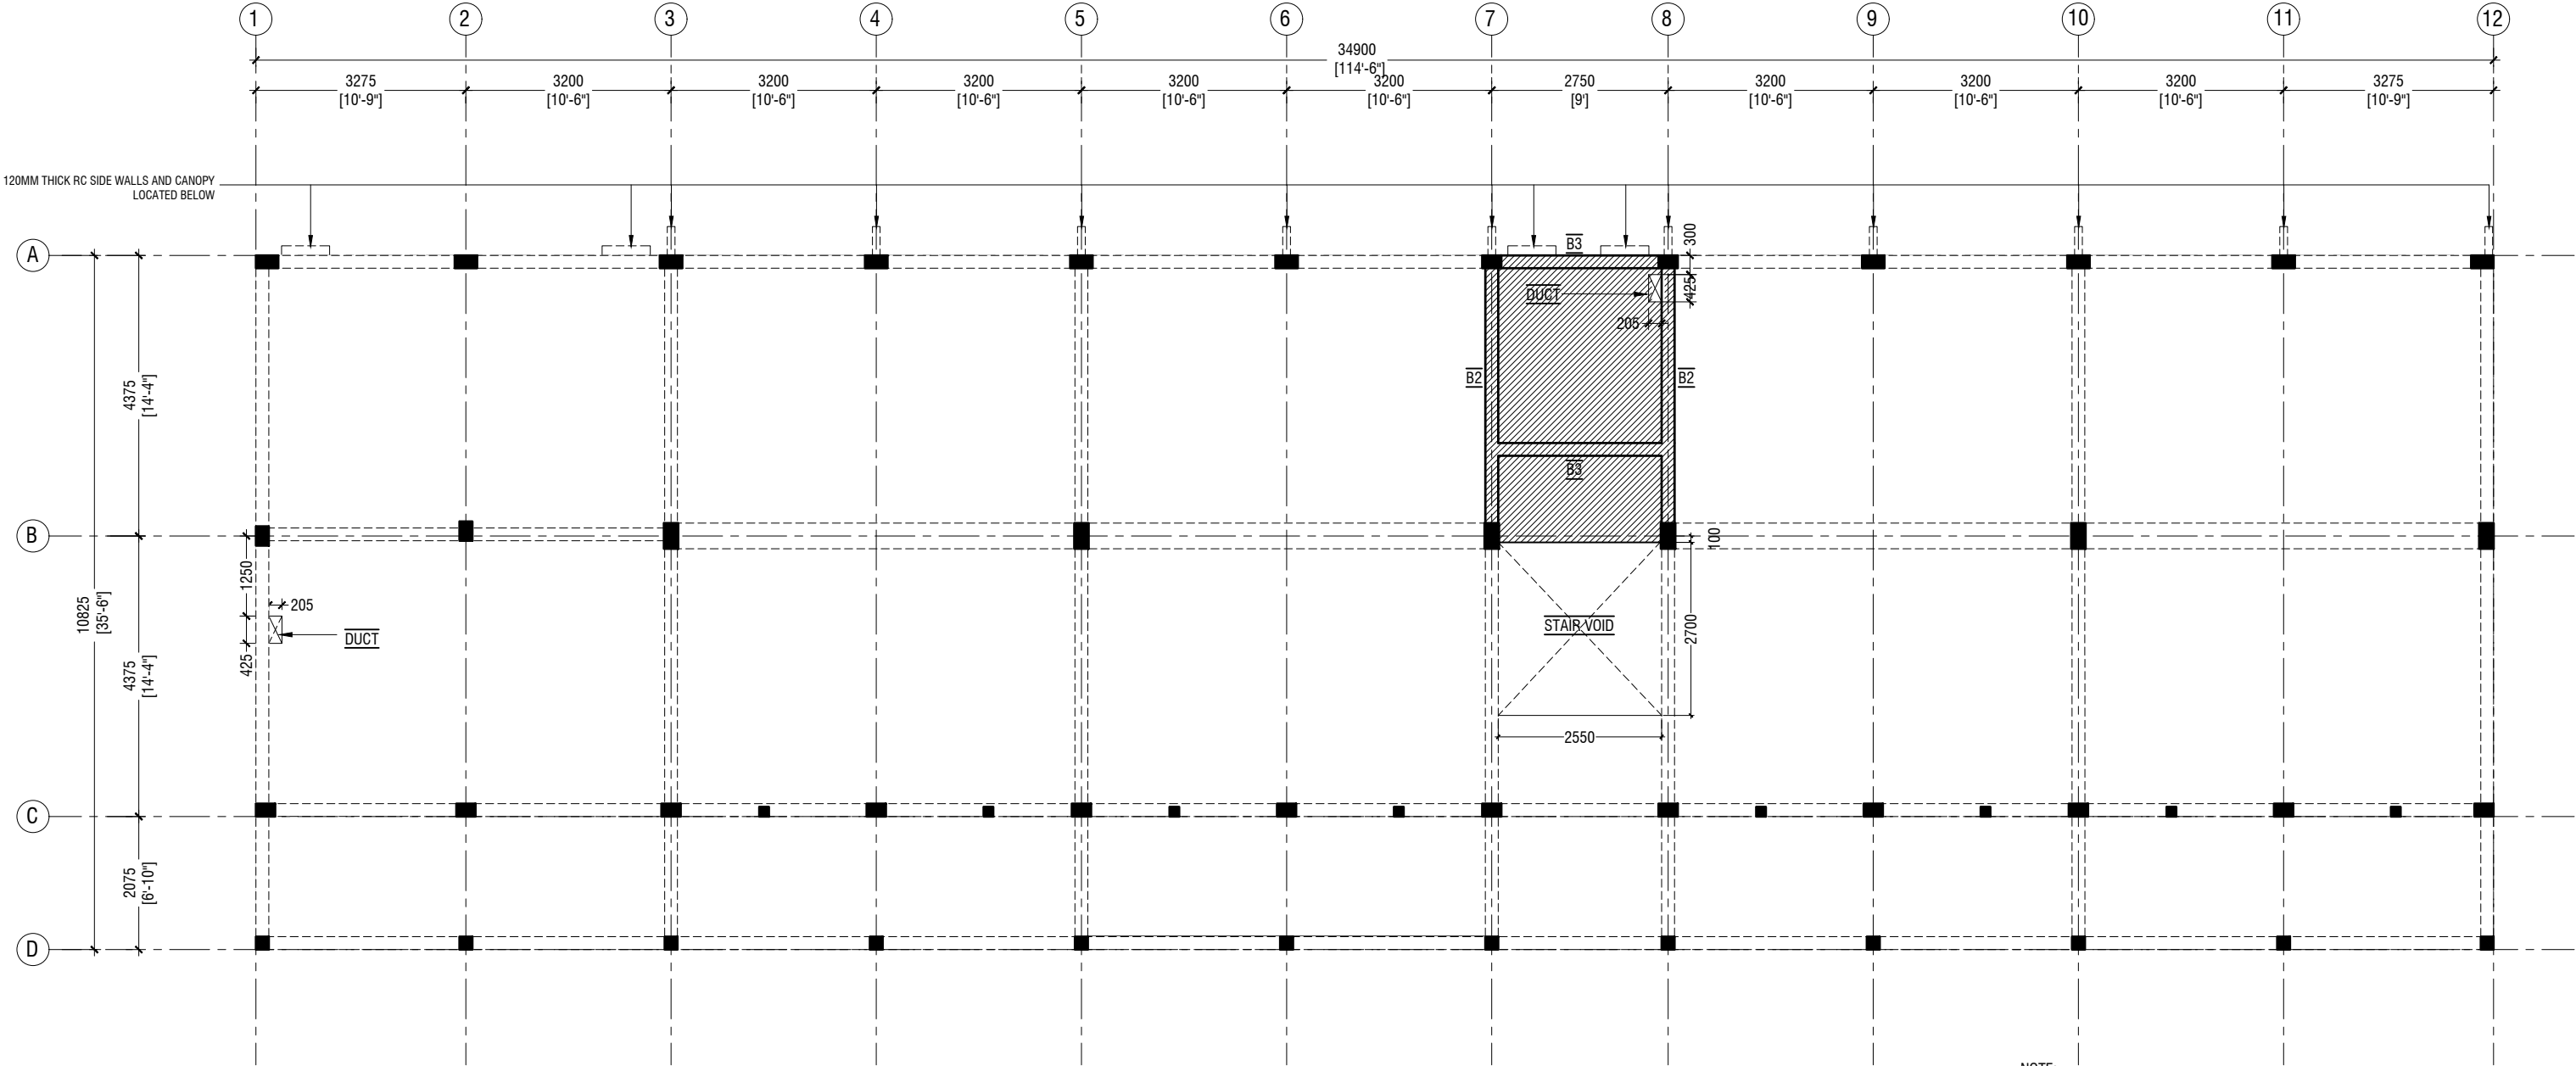 1 2 3 4 5 6 7 8 9 10 11 12
34900
[114'-6"]
3275 3200 3200 3200 3200 3200 2750 3200 3200 3200 3275
[10'-9"] [10'-6"] [10'-6"] [10'-6"] [10'-6"] [10'-6"] [9'] [10'-6"] [10'-6"] [10'-6"] [10'-9"]
120MM THICK RC SIDE WALLS AND CANOPY
LOCATED BELOW
A
B3
300
DUCT
425
205
4375
[14'-4"]
B2
B2
B3
B
100
1250
205
10825
[35'-6"]
DUCT
425
STAIR VOID
2700
4375
[14'-4"]
2550
C
2075
[6'-10"]
D